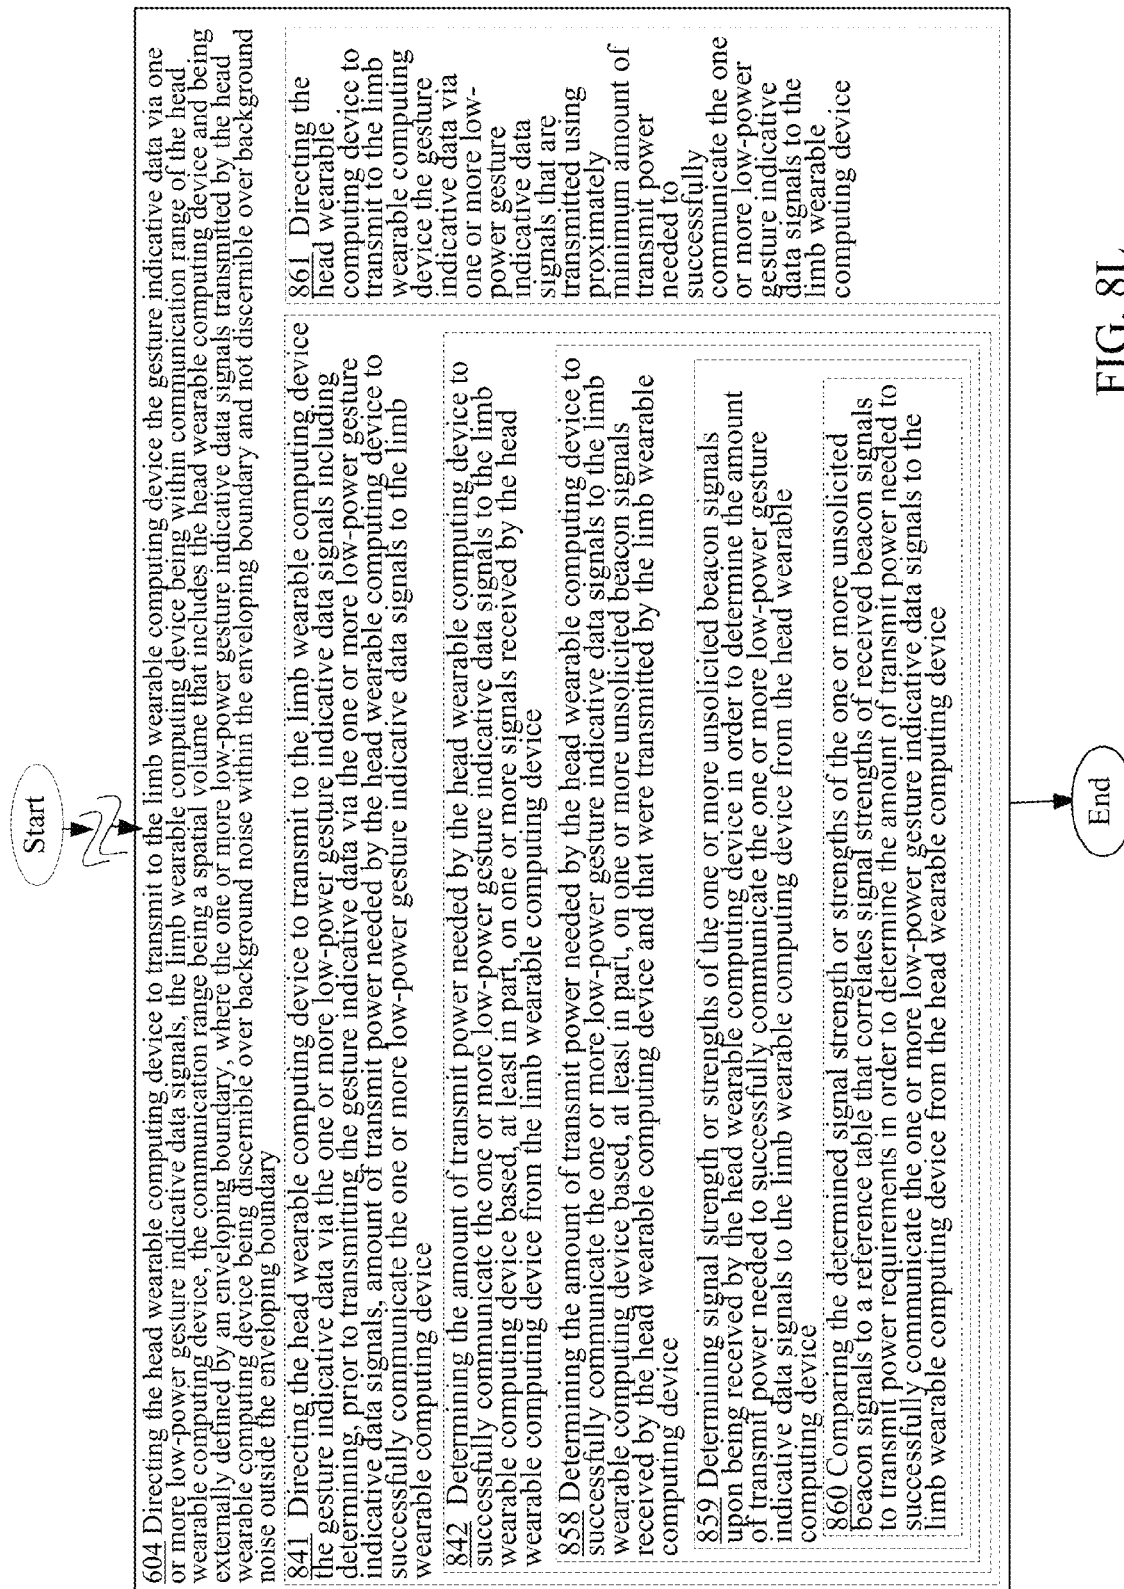 Start
604 Directing the head wearable computing device to transmit to the limb wearable computing device the gesture indicative data via one
or more low-power gesture indicative data signals, the limb wearable computing device being within communication range of the head
wearable computing device, the communication range being a spatial volume that includes the head wearable computing device and being
externally defined by an enveloping boundary, where the one or more low-power gesture indicative data signals transmitted by the head
wearable computing device being discernible over background noise within the enveloping boundary and not discernible over background
noise outside the enveloping boundary
841 Directing the head wearable computing device to transmit to the limb wearable computing device
the gesture indicative data via the one or more low-power gesture indicative data signals including
determining, prior to transmitting the gesture indicative data via the one or more low-power gesture
indicative data signals, amount of transmit power needed by the head wearable computing device to
successfully communicate the one or more low-power gesture indicative data signals to the limb
wearable computing device
842 Determining the amount of transmit power needed by the head wearable computing device to
successfully communicate the one or more low-power gesture indicative data signals to the limb
wearable computing device based, at least in part, on one or more signals received by the head
wearable computing device from the limb wearable computing device
858 Determining the amount of transmit power needed by the head wearable computing device to
successfully communicate the one or more low-power gesture indicative data signals to the limb
wearable computing device based, at least in part, on one or more unsolicited beacon signals
received by the head wearable computing device and that were transmitted by the limb wearable
computing device
859 Determining signal strength or strengths of the one or more unsolicited beacon signals
upon being received by the head wearable computing device in order to determine the amount
of transmit power needed to successfully communicate the one or more low-power gesture
indicative data signals to the limb wearable computing device from the head wearable
computing device
860 Comparing the determined signal strength or strengths of the one or more unsolicited
beacon signals to a reference table that correlates signal strengths of received beacon signals
to transmit power requirements in order to determine the amount of transmit power needed to
successfully communicate the one or more low-power gesture indicative data signals to the
limb wearable computing device from the head wearable computing device
861 Directing the
head wearable
computing device to
transmit to the limb
wearable computing
device the gesture
indicative data via
one or more low-
power gesture
indicative data
signals that are
transmitted using
proximately
minimum amount of
transmit power
needed to
successfully
communicate the one
or more low-power
gesture indicative
data signals to the
limb wearable
computing device
End
FIG. 8L